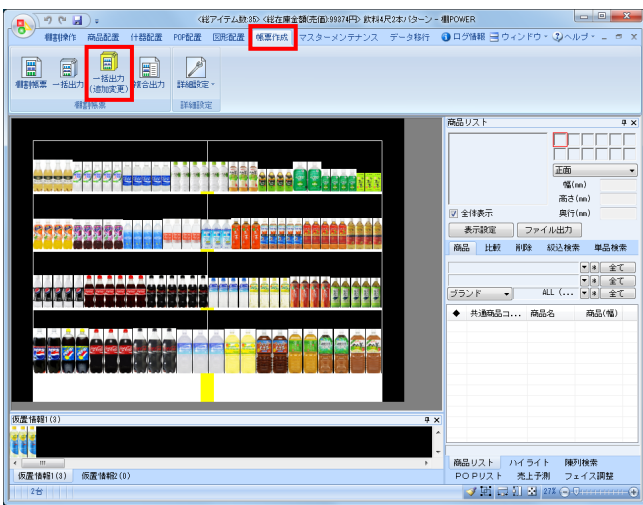 <総アイテム数:35> <総在庫金額(売価):99374円> 飲料4尺2本パターン - 棚POWER
棚割操作 商品配置 什器配置 POP配置 図形配置 帳票作成 マスターメンテナンス データ移行 ログ情報 ウィンドウ ヘルプ
棚割帳票 一括出力 一括出力(追加変更) 複合出力 詳細設定
棚割帳票 詳細設定
商品リスト
正面
幅(mm)
高さ(mm)
全体表示 奥行(mm)
表示設定 ファイル出力
商品 比較 削除 絞込検索 単品検索
全て
全て
ブランド ALL (... 全て
◆ 共通商品コ... 商品名 商品(幅)
仮置情報1(3)
仮置情報1(3) 仮置情報2(0)
商品リスト ハイライト 陳列検索
POPリスト 売上予測 フェイス調整
2台 27%